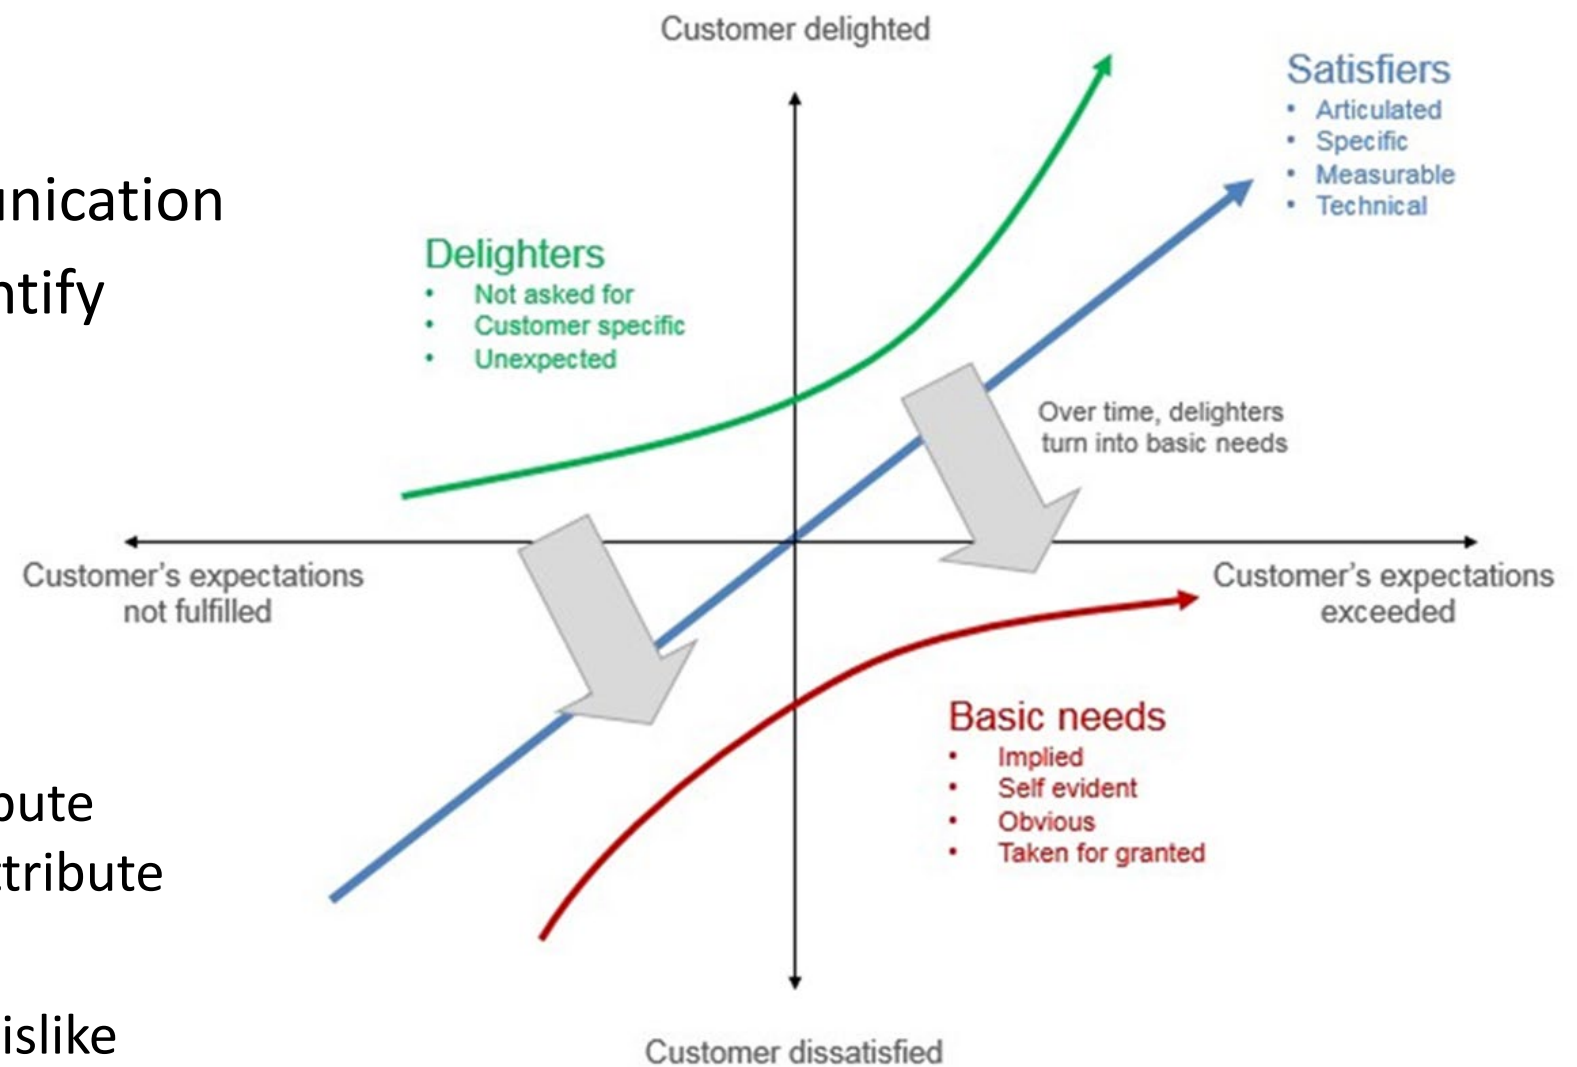 Customer delighted
Satisfiers
• Articulated
• Specific
• Measurable
• Technical
unication
ntify
Delighters
• Not asked for
• Customer specific
• Unexpected
Over time, delighters
turn into basic needs
Customer's expectations
not fulfilled
Customer's expectations
exceeded
Basic needs
• Implied
• Self evident
• Obvious
• Taken for granted
bute
ttribute
islike
Customer dissatisfied